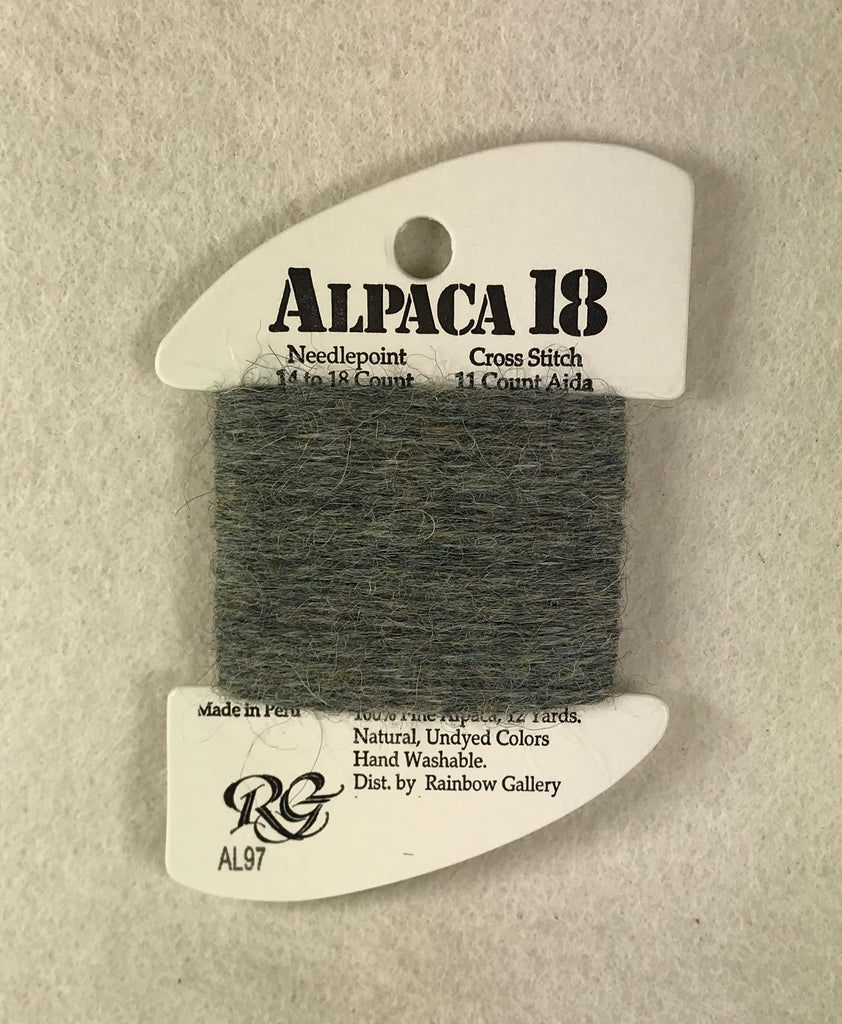 ALPACA 18
Needlepoint Cross Stitch
14 to 18 Count 11 Count Aida
Made in Peru 100% Fine Alpaca, 12 Yards.
Natural, Undyed Colors
Hand Washable.
Dist. by Rainbow Gallery
RG
AL97